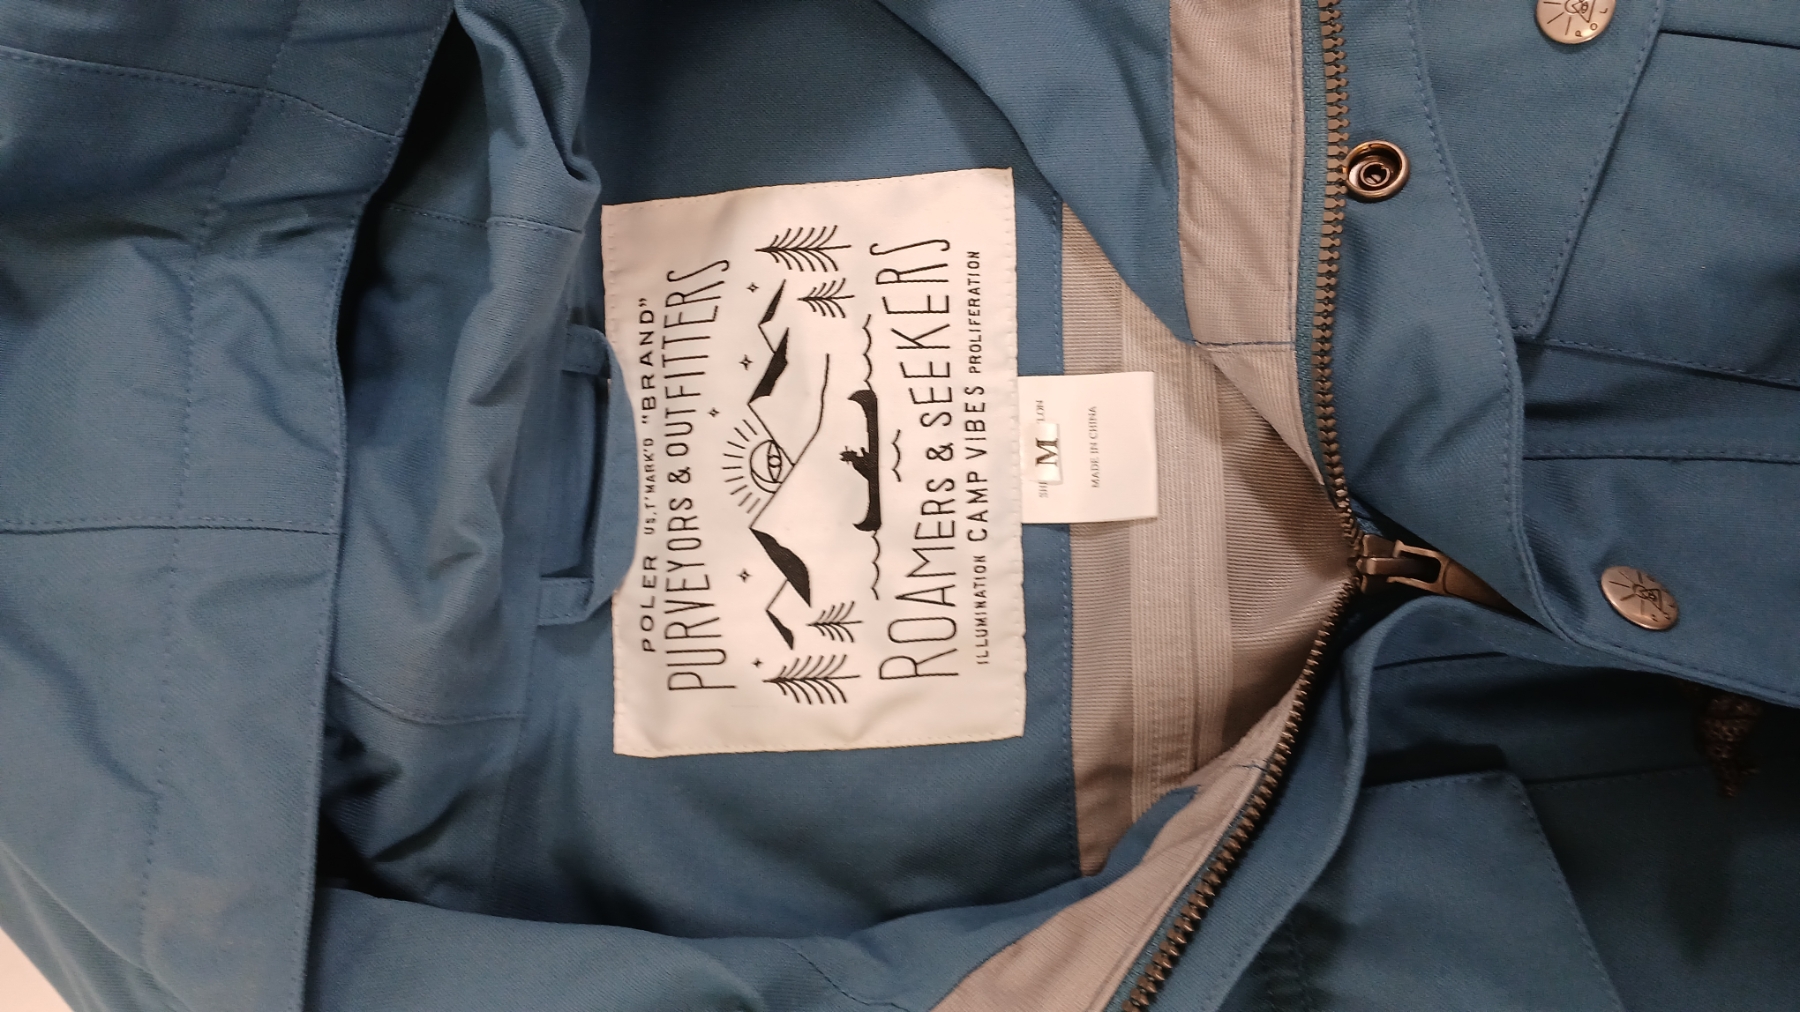 POLER US.T'MARK'D "BRAND"
PURVEYORS & OUTFITTERS
ROAMERS & SEEKERS
ILLUMINATION CAMP VIBES PROLIFERATION
M
MADE IN CHINA